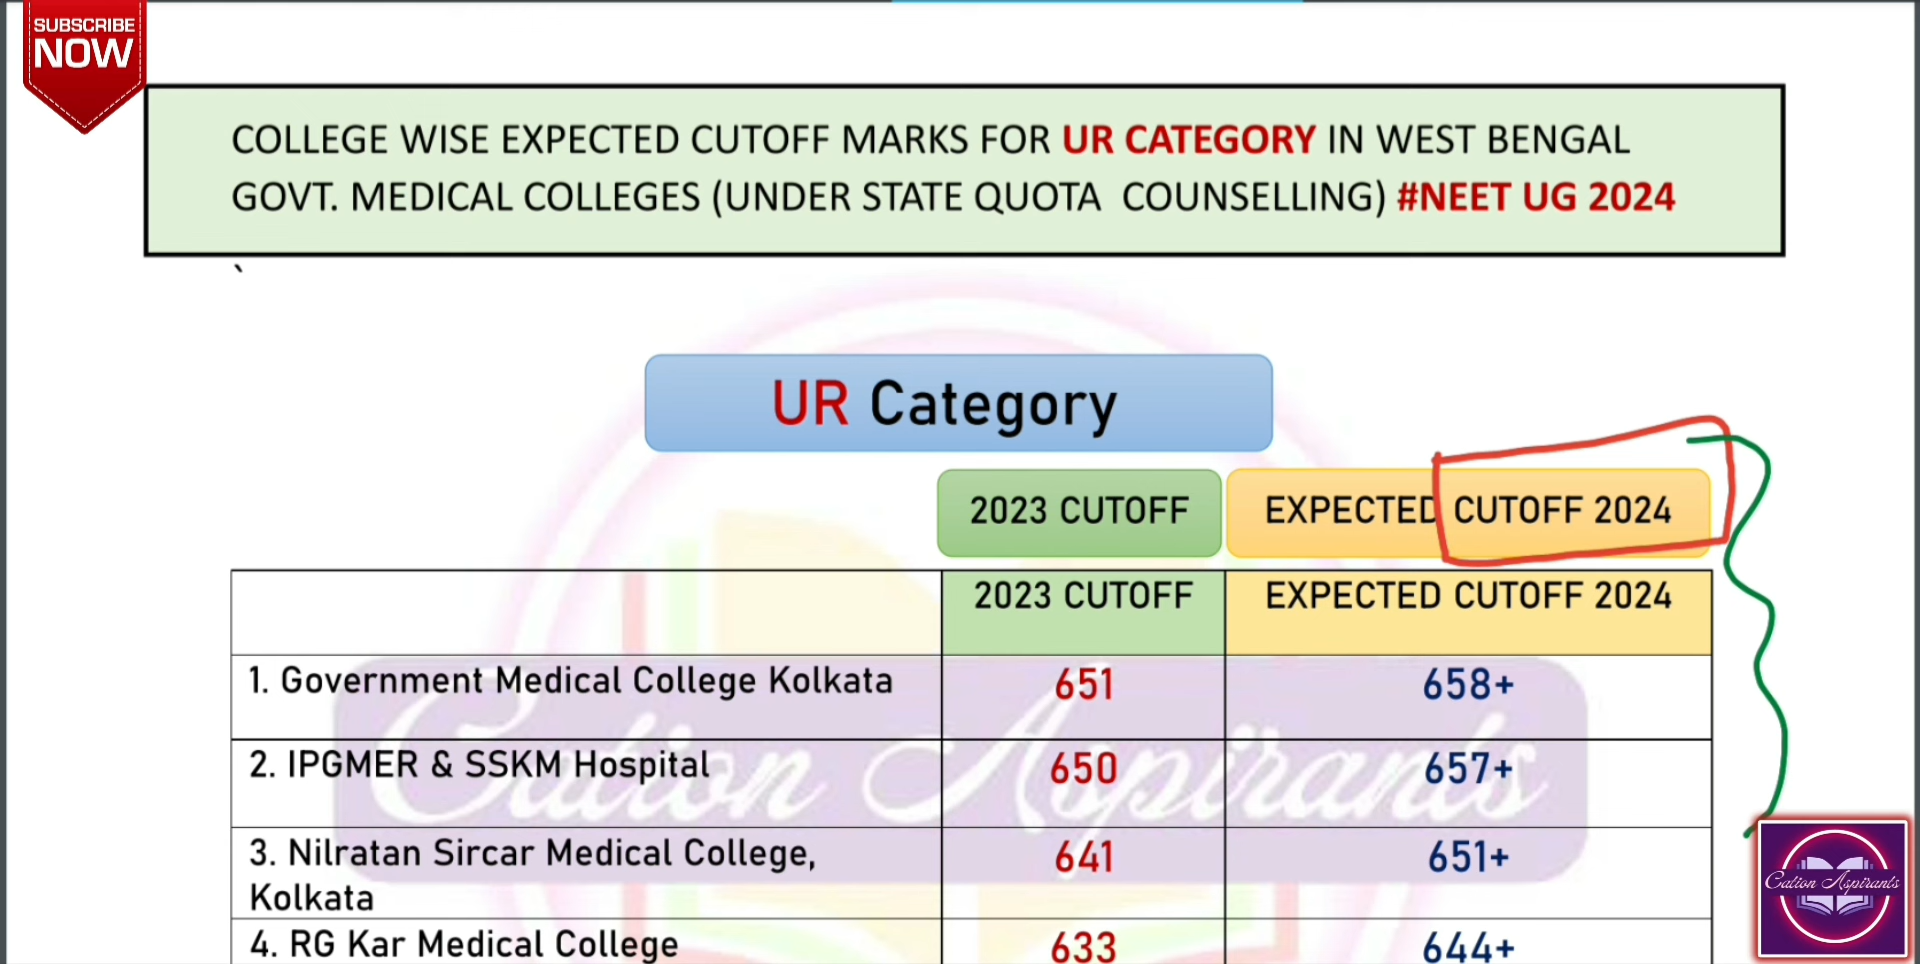 SUBSCRIBE
NOW
COLLEGE WISE EXPECTED CUTOFF MARKS FOR UR CATEGORY IN WEST BENGAL
GOVT. MEDICAL COLLEGES (UNDER STATE QUOTA COUNSELLING) #NEET UG 2024
`
UR Category
2023 CUTOFF EXPECTED CUTOFF 2024
2023 CUTOFF EXPECTED CUTOFF 2024
1. Government Medical College Kolkata 651 658+
2. IPGMER & SSKM Hospital 650 657+
3. Nilratan Sircar Medical College, 641 651+
Kolkata
4. RG Kar Medical College 633 644+
Cation Aspirants
Cation Aspirants